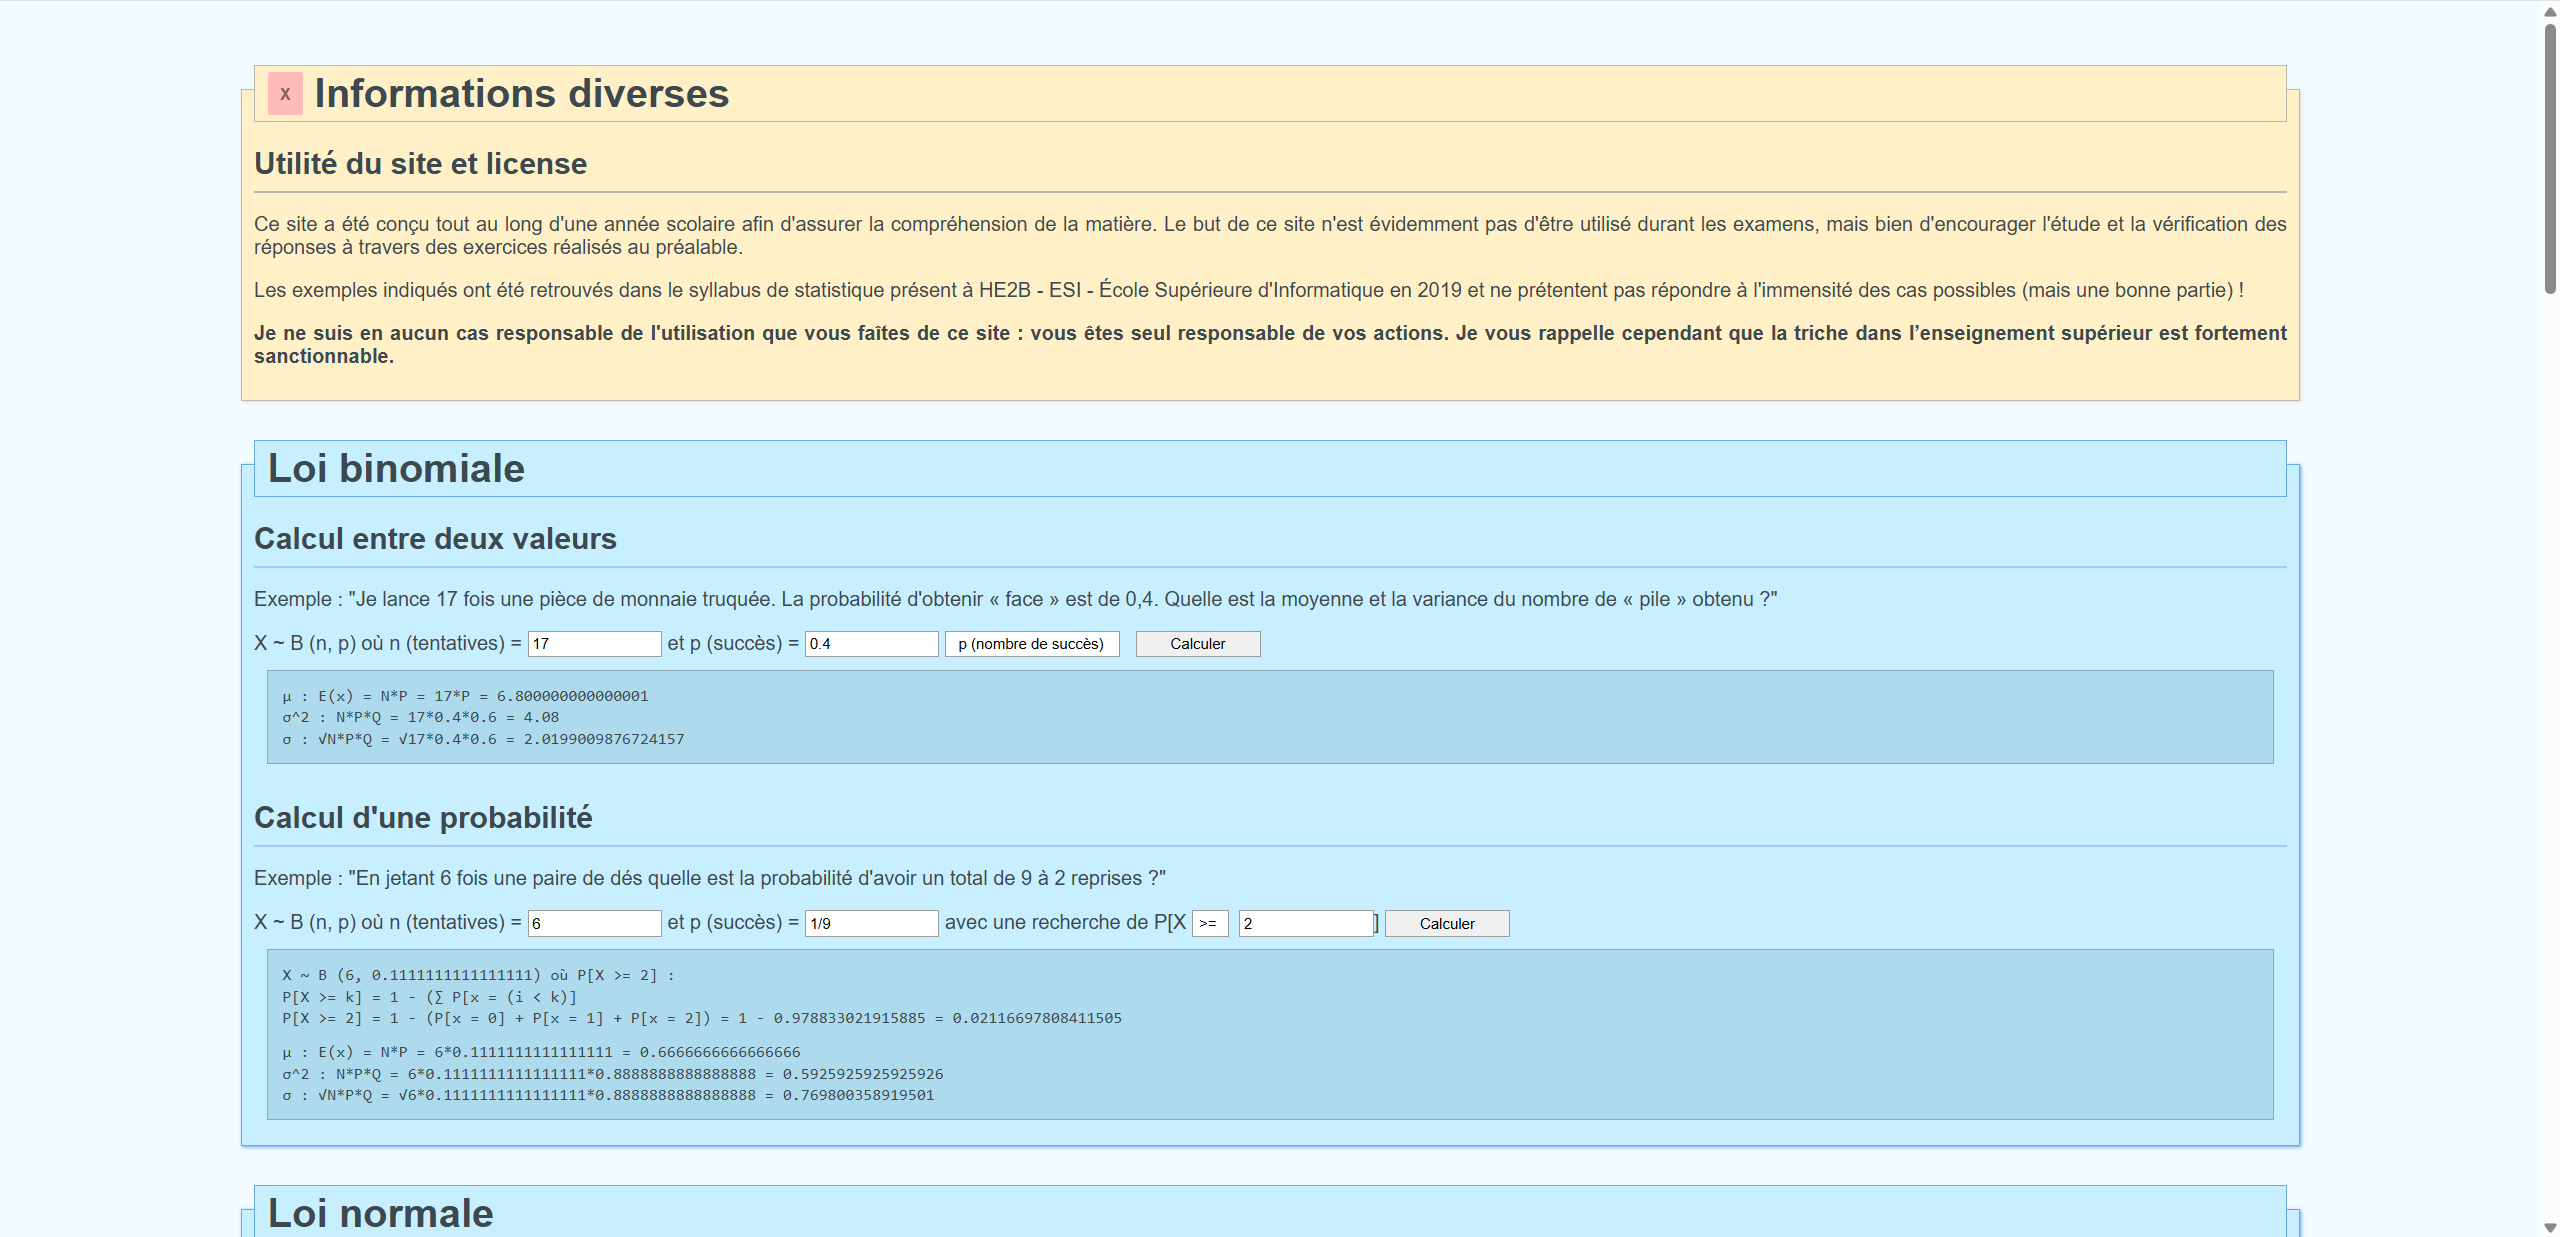 x Informations diverses
Utilité du site et license
Ce site a été conçu tout au long d'une année scolaire afin d'assurer la compréhension de la matière. Le but de ce site n'est évidemment pas d'être utilisé durant les examens, mais bien d'encourager l'étude et la vérification des
réponses à travers des exercices réalisés au préalable.
Les exemples indiqués ont été retrouvés dans le syllabus de statistique présent à HE2B - ESI - École Supérieure d'Informatique en 2019 et ne prétentent pas répondre à l'immensité des cas possibles (mais une bonne partie) !
Je ne suis en aucun cas responsable de l'utilisation que vous faîtes de ce site : vous êtes seul responsable de vos actions. Je vous rappelle cependant que la triche dans l’enseignement supérieur est fortement
sanctionnable.
Loi binomiale
Calcul entre deux valeurs
Exemple : "Je lance 17 fois une pièce de monnaie truquée. La probabilité d'obtenir « face » est de 0,4. Quelle est la moyenne et la variance du nombre de « pile » obtenu ?"
X ~ B (n, p) où n (tentatives) = 17 et p (succès) = 0.4 p (nombre de succès) Calculer
μ : E(x) = N*P = 17*P = 6.800000000000001
σ^2 : N*P*Q = 17*0.4*0.6 = 4.08
σ : √N*P*Q = √17*0.4*0.6 = 2.0199009876724157
Calcul d'une probabilité
Exemple : "En jetant 6 fois une paire de dés quelle est la probabilité d'avoir un total de 9 à 2 reprises ?"
X ~ B (n, p) où n (tentatives) = 6 et p (succès) = 1/9 avec une recherche de P[X >= 2] Calculer
X ~ B (6, 0.1111111111111111) où P[X >= 2] :
P[X >= k] = 1 - (∑ P[x = (i < k)]
P[X >= 2] = 1 - (P[x = 0] + P[x = 1] + P[x = 2]) = 1 - 0.978833021915885 = 0.02116697808411505
μ : E(x) = N*P = 6*0.1111111111111111 = 0.6666666666666666
σ^2 : N*P*Q = 6*0.1111111111111111*0.8888888888888888 = 0.5925925925925926
σ : √N*P*Q = √6*0.1111111111111111*0.8888888888888888 = 0.769800358919501
Loi normale